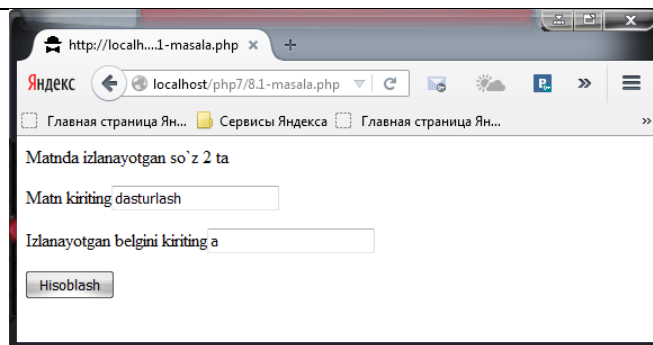 http://localh....1-masala.php × +
Яндекс localhost/php7/8.1-masala.php
Главная страница Ян... Сервисы Яндекса Главная страница Ян... »
Matnda izlanayotgan so`z 2 ta
Matn kiriting dasturlash
Izlanayotgan belgini kiriting a
Hisoblash